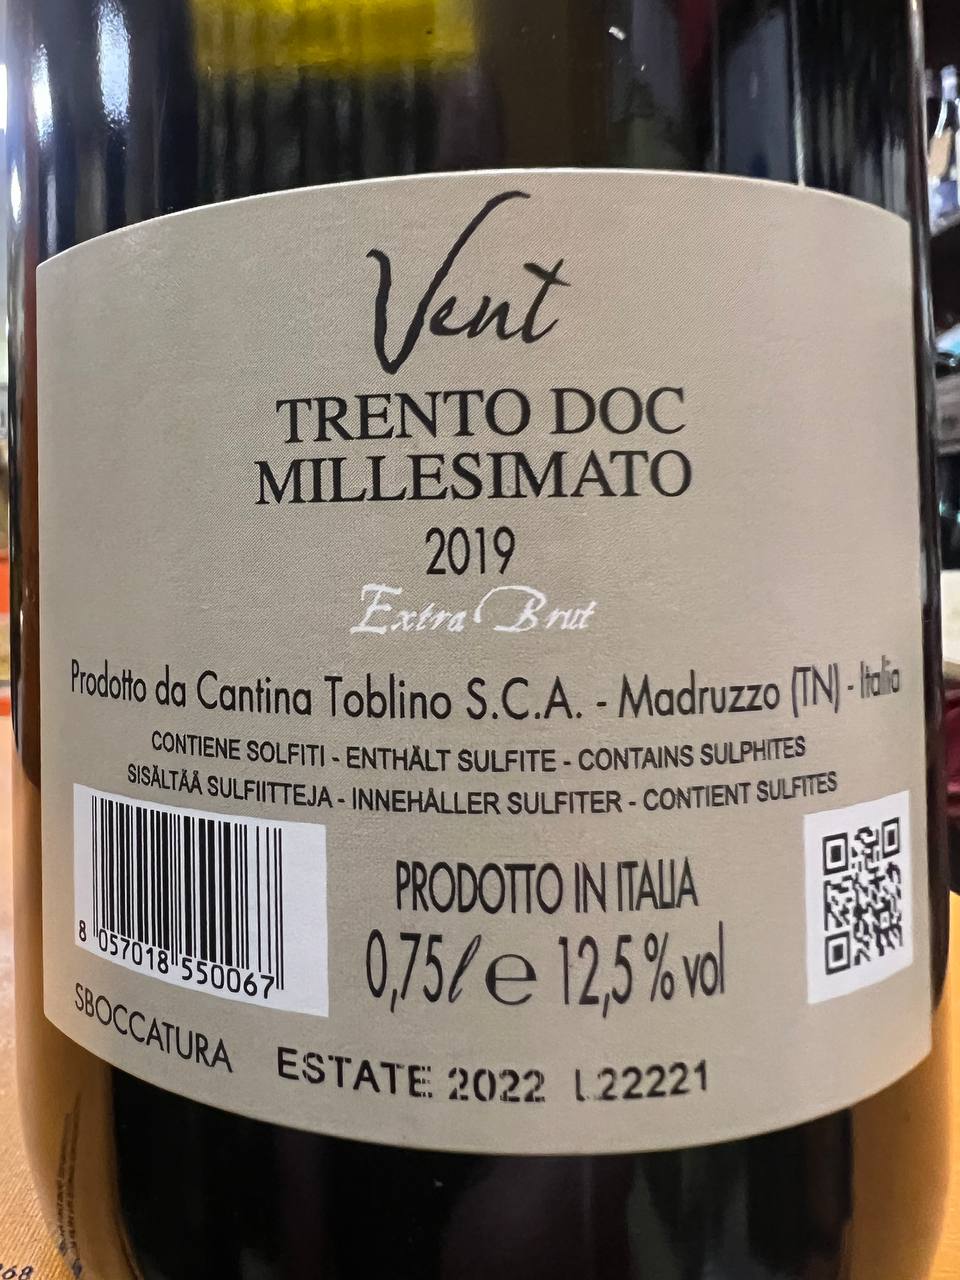 Vent
TRENTO DOC
MILLESIMATO
2019
Extra Brut
Prodotto da Cantina Toblino S.C.A. - Madruzzo (TN) - Italia
CONTIENE SOLFITI - ENTHÄLT SULFITE - CONTAINS SULPHITES
SISÄLTÄÄ SULFIITTEJA - INNEHÅLLER SULFITER - CONTIENT SULFITES
8 057018 550067
PRODOTTO IN ITALIA
0,75ℓ e 12,5% vol
SBOCCATURA ESTATE 2022 L22221